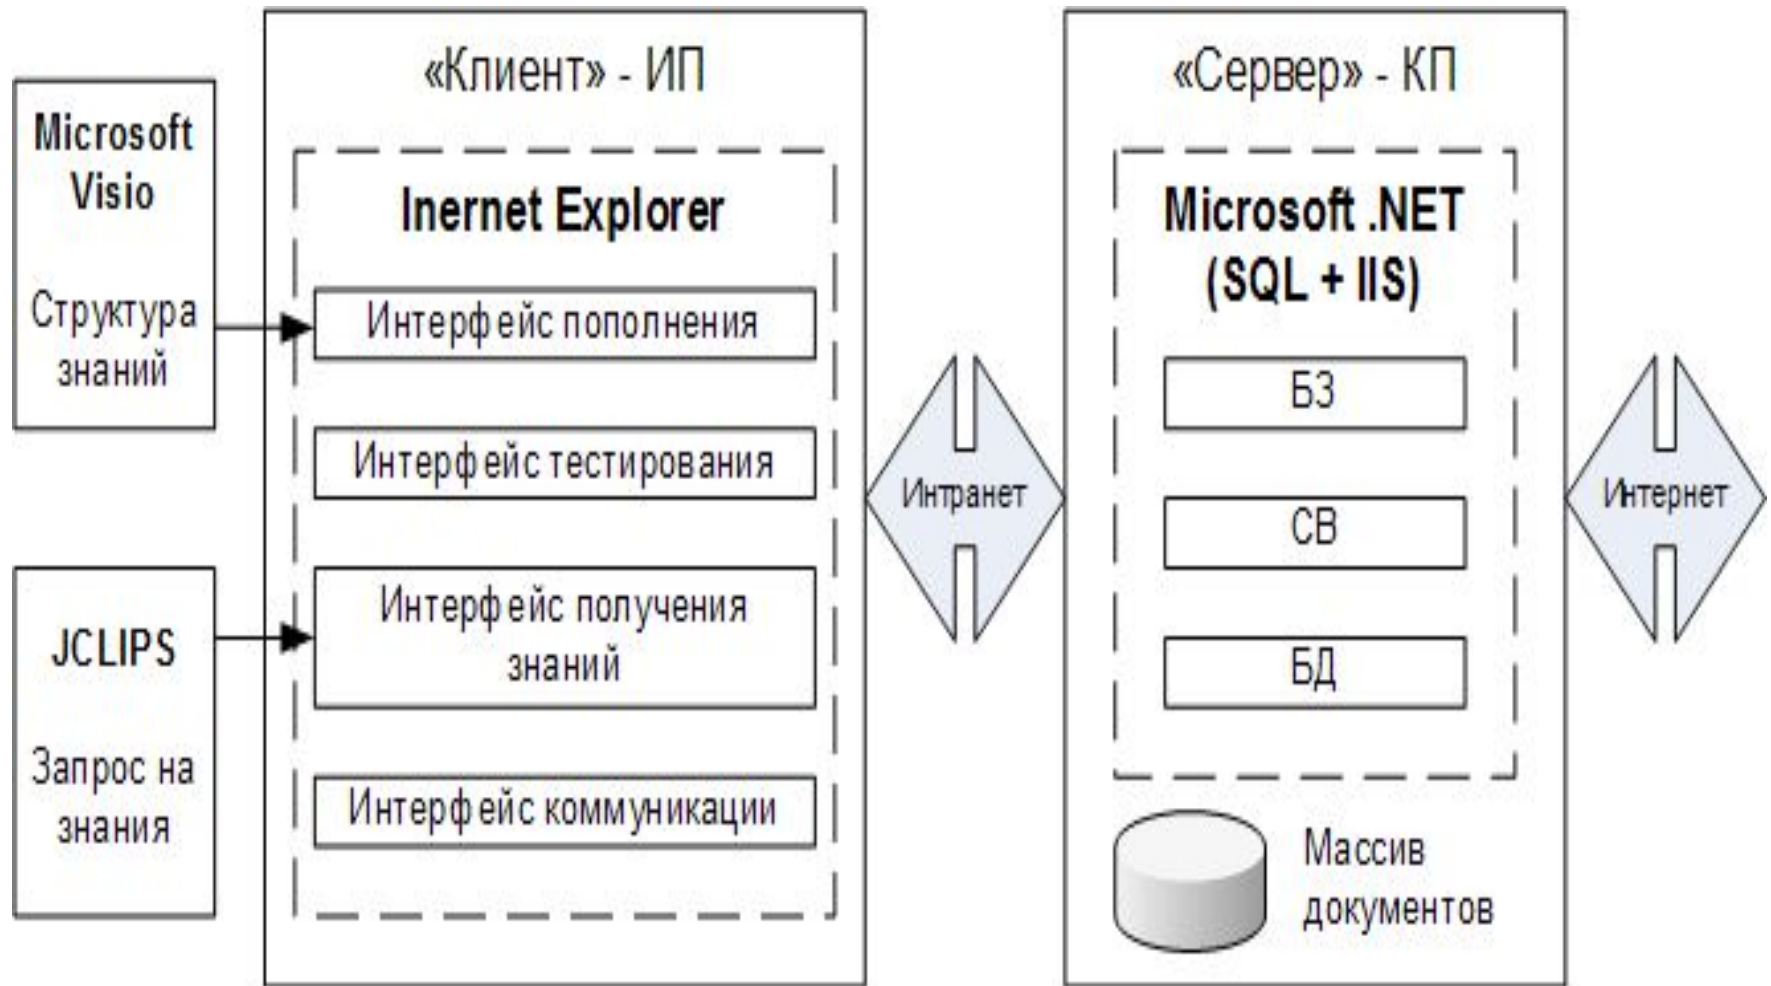 Microsoft
Visio
Структура
знаний
JCLIPS
Запрос на
знания
«Клиент» - ИП
Inernet Explorer
Интерфейс пополнения
Интерфейс тестирования
Интерфейс получения
знаний
Интерфейс коммуникации
Интранет
«Сервер» - КП
Microsoft .NET
(SQL + IIS)
БЗ
СВ
БД
Массив
документов
Интернет